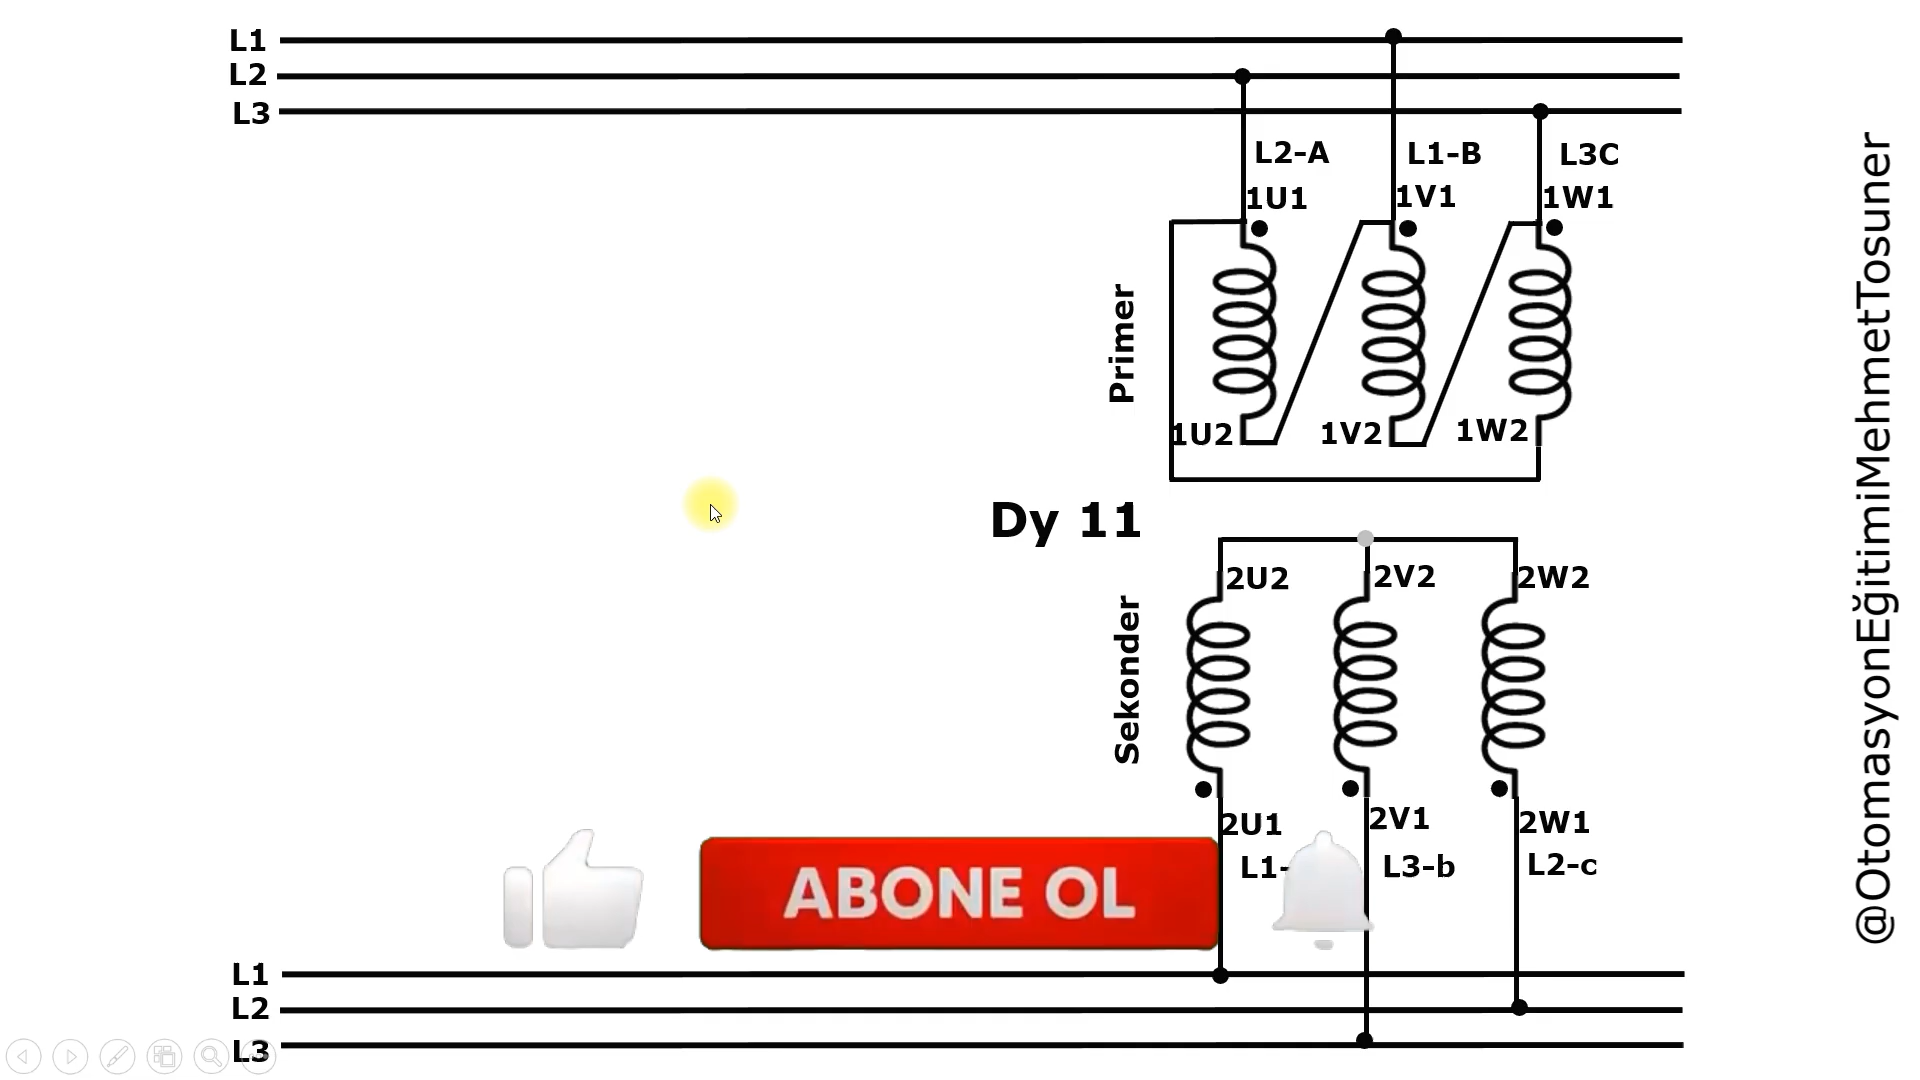 L1
L2
L3
L2-A
L1-B
L3C
1U1
1V1
1W1
Primer
1U2
1V2
1W2
Dy 11
2U2
2V2
2W2
Sekonder
2U1
2V1
2W1
L1-
L3-b
L2-c
ABONE OL
L1
L2
L3
@OtomasyonEğitimiMehmetTosuner